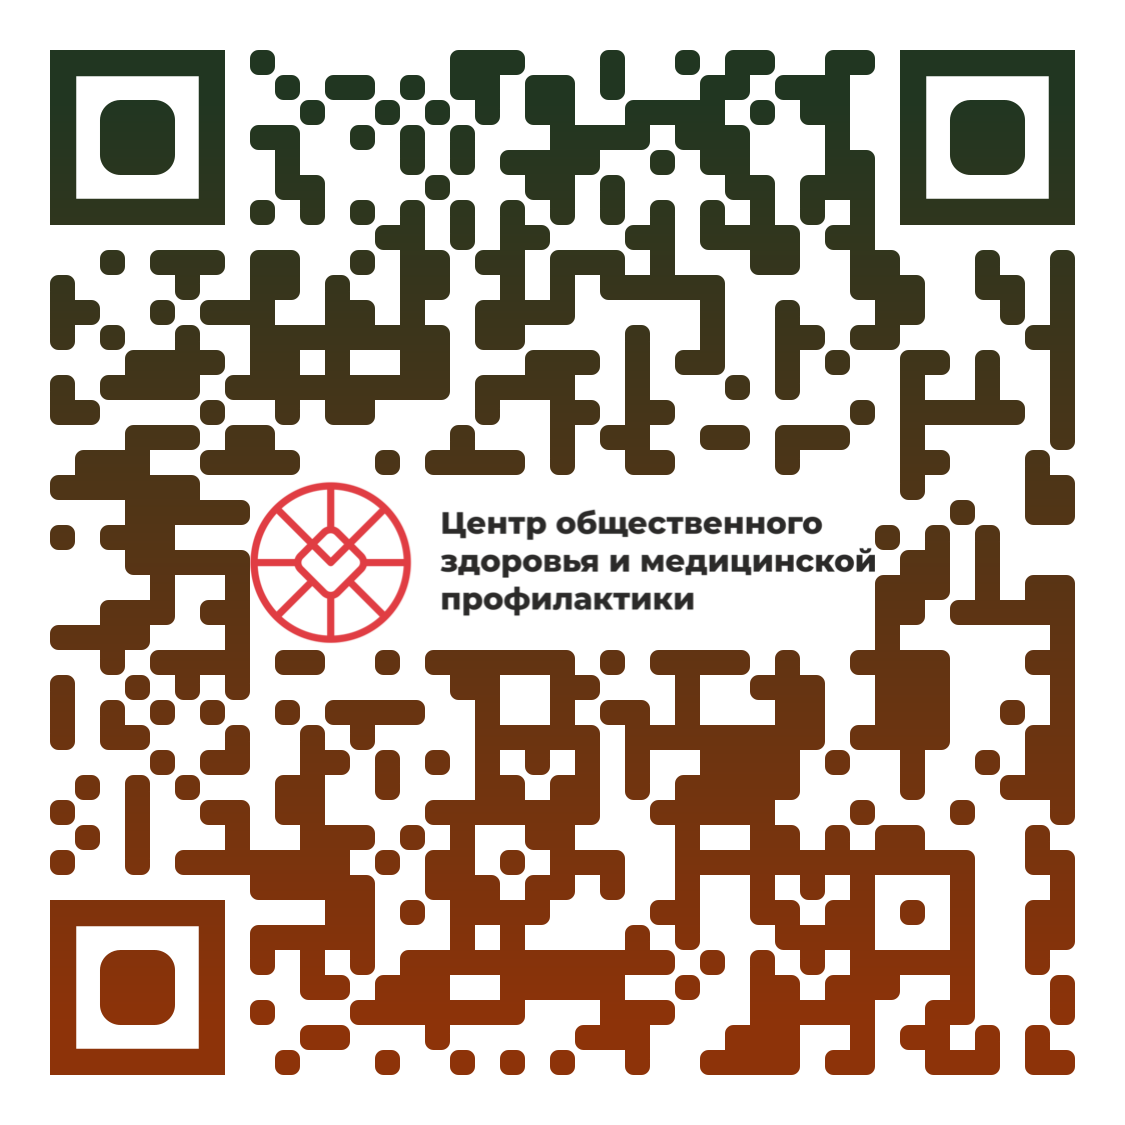 Центр общественного
здоровья и медицинской
профилактики